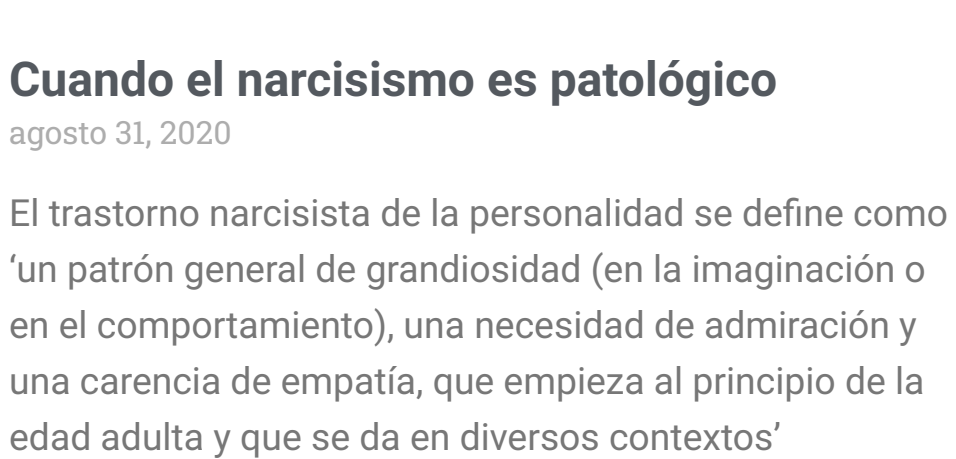 Cuando el narcisismo es patológico
agosto 31, 2020
El trastorno narcisista de la personalidad se define como
‘un patrón general de grandiosidad (en la imaginación o
en el comportamiento), una necesidad de admiración y
una carencia de empatía, que empieza al principio de la
edad adulta y que se da en diversos contextos’